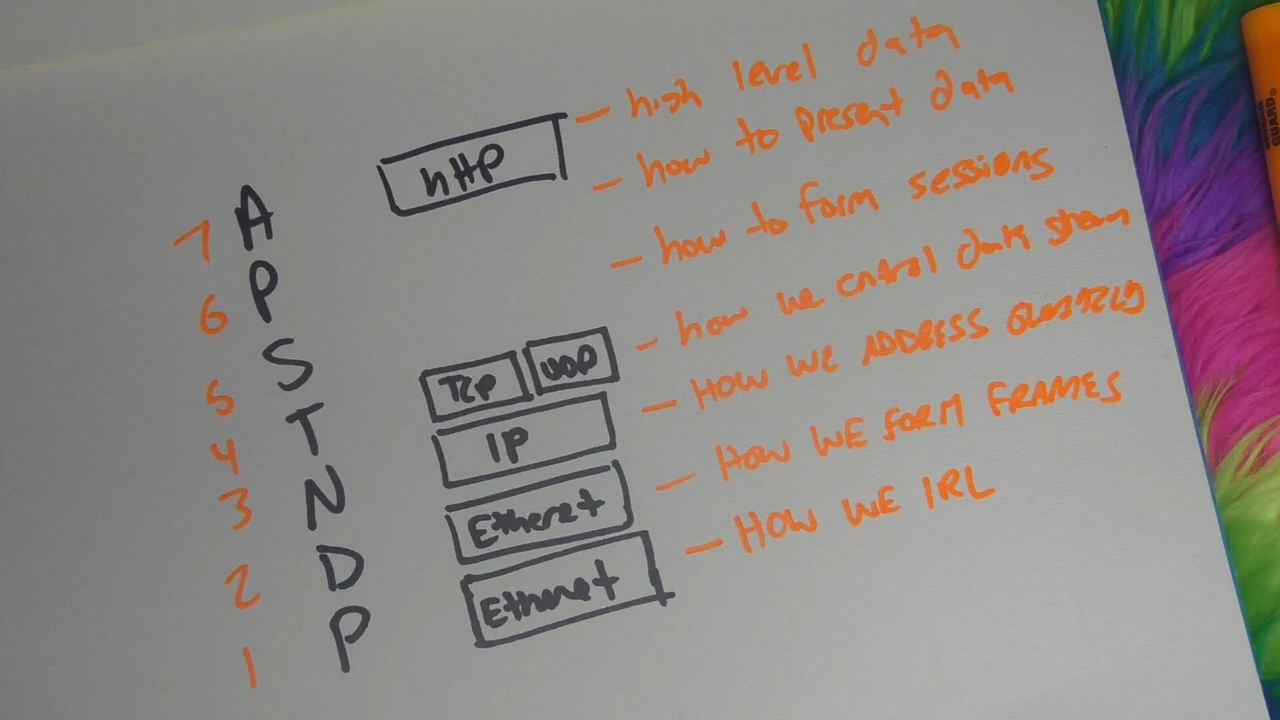 7 A http - high level data
6 P - how to present data
5 S - how to form sessions
4 T TCP UDP - how we cntrol data stream
3 N IP - HOW WE ADDRESS
2 D Ethernet - HOW WE FORM FRAMES
1 P Ethernet - HOW WE IRL